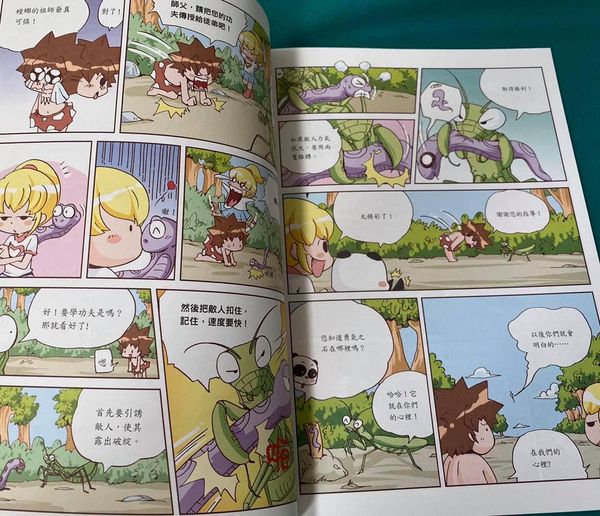 螳螂的祖師爺真
可憐!
對了!
師父,請把您的功
夫傳授給徒弟吧!
嗽!
好!要學功夫是嗎?
那就看好了!
嗯!
然後把敵人扣住,
記住,速度要快!
首先要引誘
敵人,使其
露出破綻。
如果敵人力氣
很大,要用兩
隻胳膊。
取得勝利!
太精彩了!
謝謝您的指導!
您知道勇氣之
石在哪裡嗎?
哈哈!它
就在你們
的心裡!
以後你們就會
明白的……
在我們的
心裡?